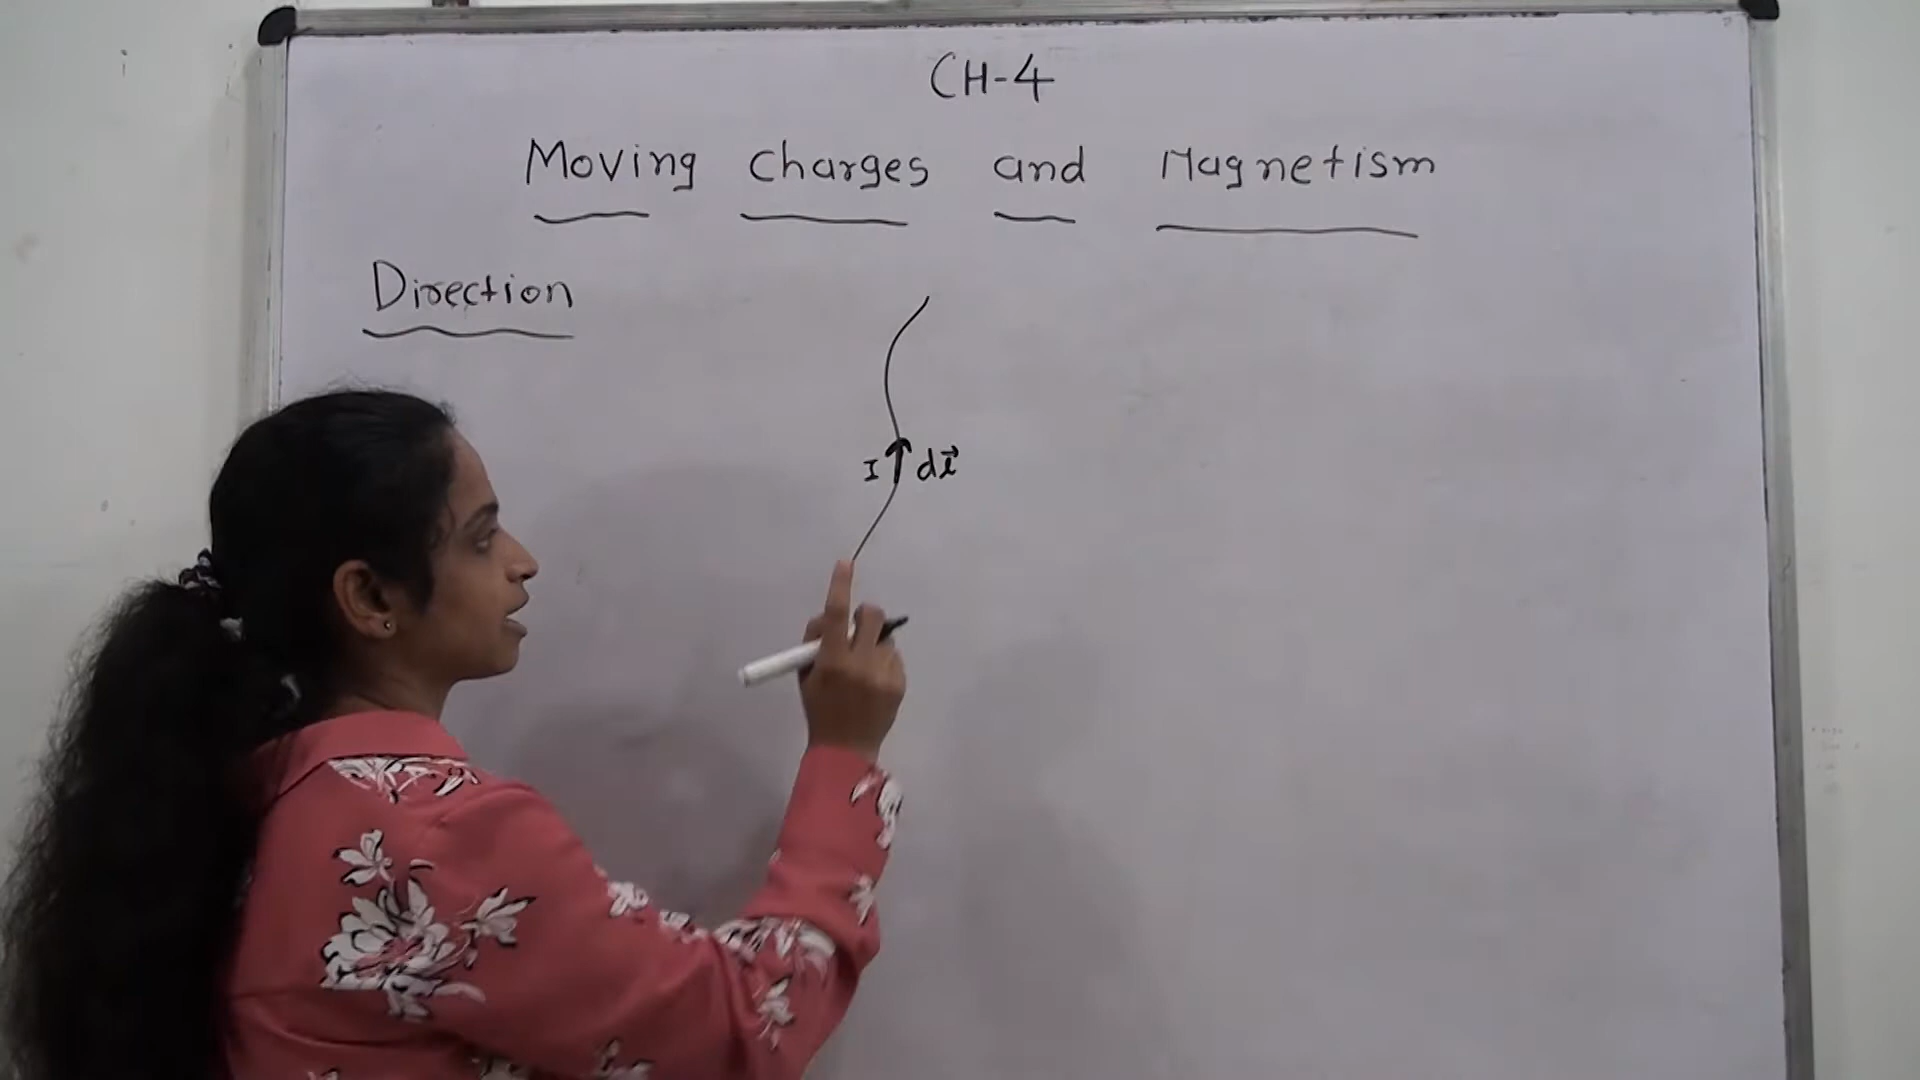 CH-4
Moving Charges and Magnetism
Direction
I dl⃗